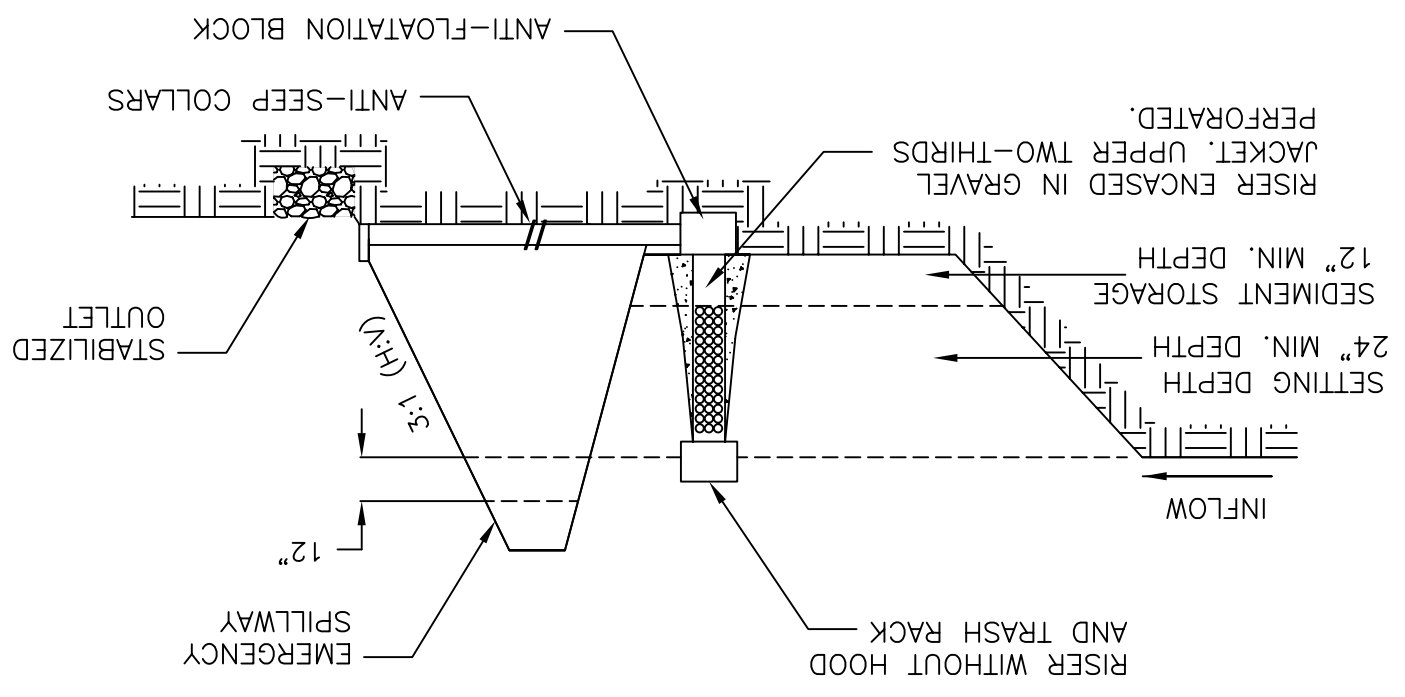 RISER WITHOUT HOOD
AND TRASH RACK
EMERGENCY
SPILLWAY
12"
INFLOW
3:1 (H:V)
SETTING DEPTH
24" MIN. DEPTH
STABILIZED
OUTLET
SEDIMENT STORAGE
12" MIN. DEPTH
RISER ENCASED IN GRAVEL
JACKET. UPPER TWO-THIRDS
PERFORATED.
ANTI-SEEP COLLARS
ANTI-FLOATATION BLOCK